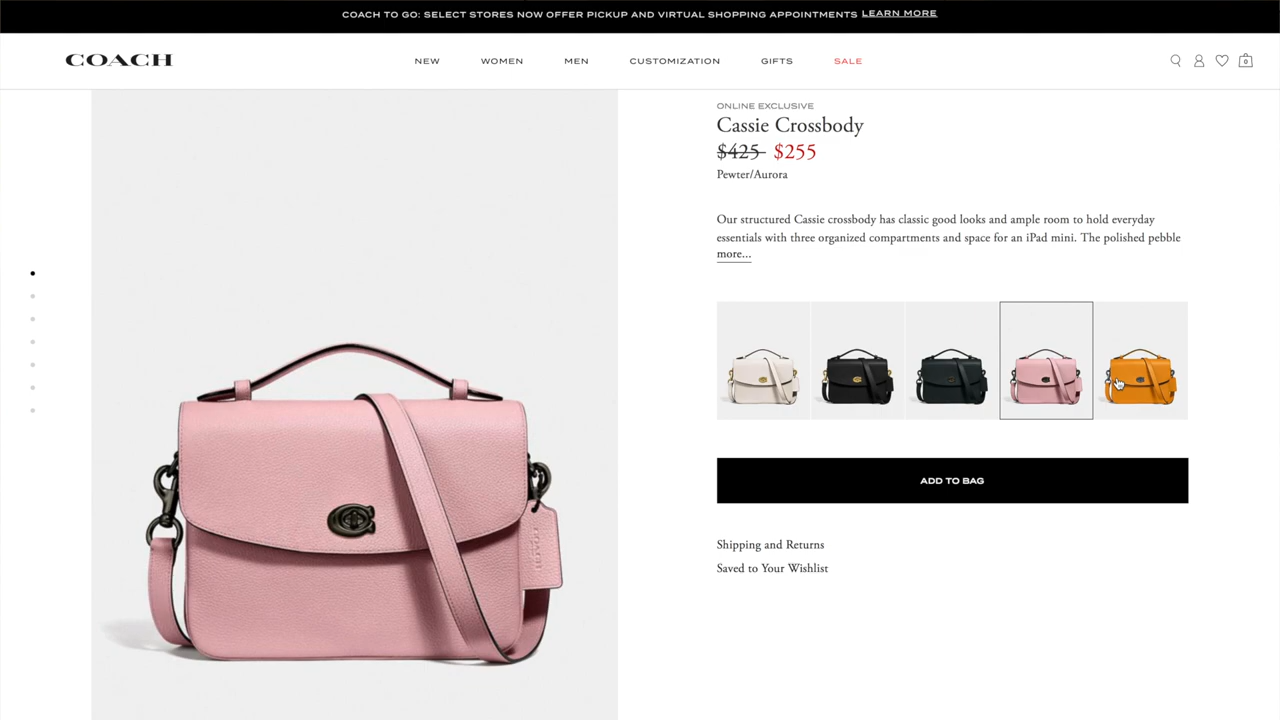 COACH TO GO: SELECT STORES NOW OFFER PICKUP AND VIRTUAL SHOPPING APPOINTMENTS LEARN MORE
COACH
NEW WOMEN MEN CUSTOMIZATION GIFTS SALE
0
ONLINE EXCLUSIVE
Cassie Crossbody
$425 $255
Pewter/Aurora
Our structured Cassie crossbody has classic good looks and ample room to hold everyday
essentials with three organized compartments and space for an iPad mini. The polished pebble
more...
ADD TO BAG
Shipping and Returns
Saved to Your Wishlist
COACH